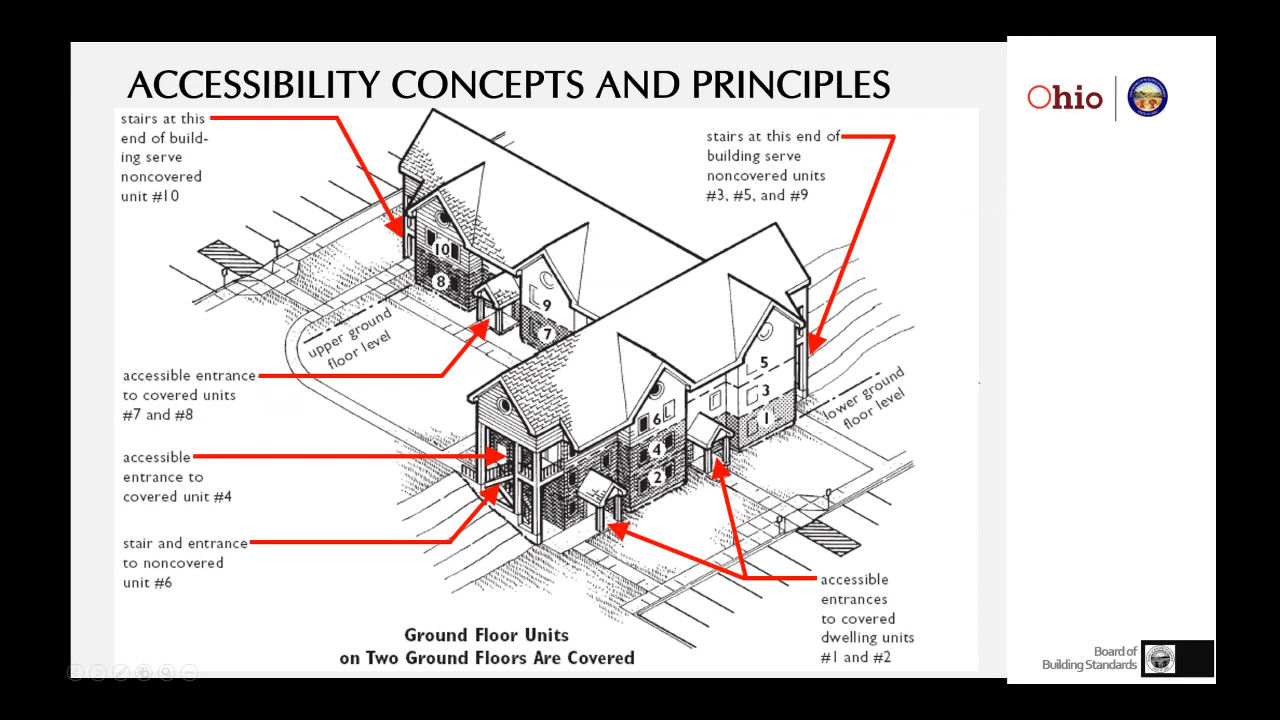 ACCESSIBILITY CONCEPTS AND PRINCIPLES
Ohio
stairs at this
end of build-
ing serve
noncovered
unit #10
stairs at this end of
building serve
noncovered units
#3, #5, and #9
10
8
9
7
upper ground
floor level
accessible entrance
to covered units
#7 and #8
5
3
1
lower ground
floor level
6
4
2
accessible
entrance to
covered unit #4
stair and entrance
to noncovered
unit #6
accessible
entrances
to covered
dwelling units
#1 and #2
Ground Floor Units
on Two Ground Floors Are Covered
Board of
Building Standards